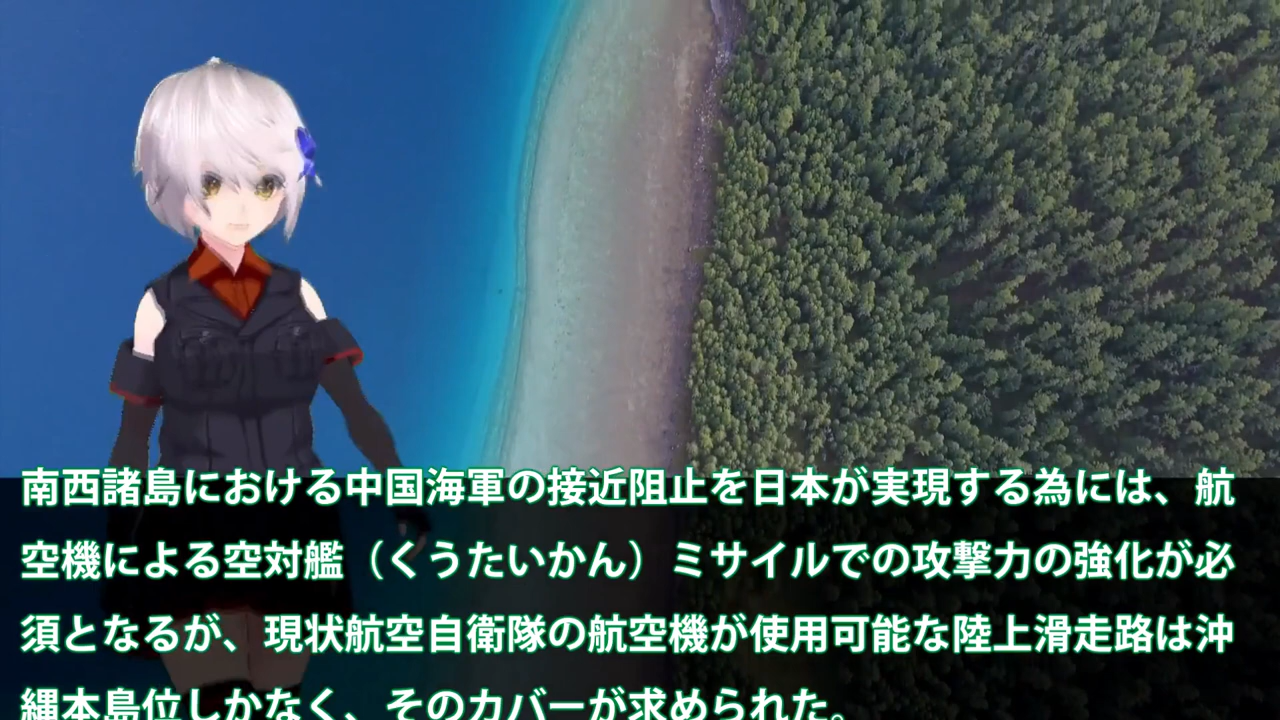 南西諸島における中国海軍の接近阻止を日本が実現する為には、航
空機による空対艦（くうたいかん）ミサイルでの攻撃力の強化が必
須となるが、現状航空自衛隊の航空機が使用可能な陸上滑走路は沖
縄本島位しかなく、そのカバーが求められた。